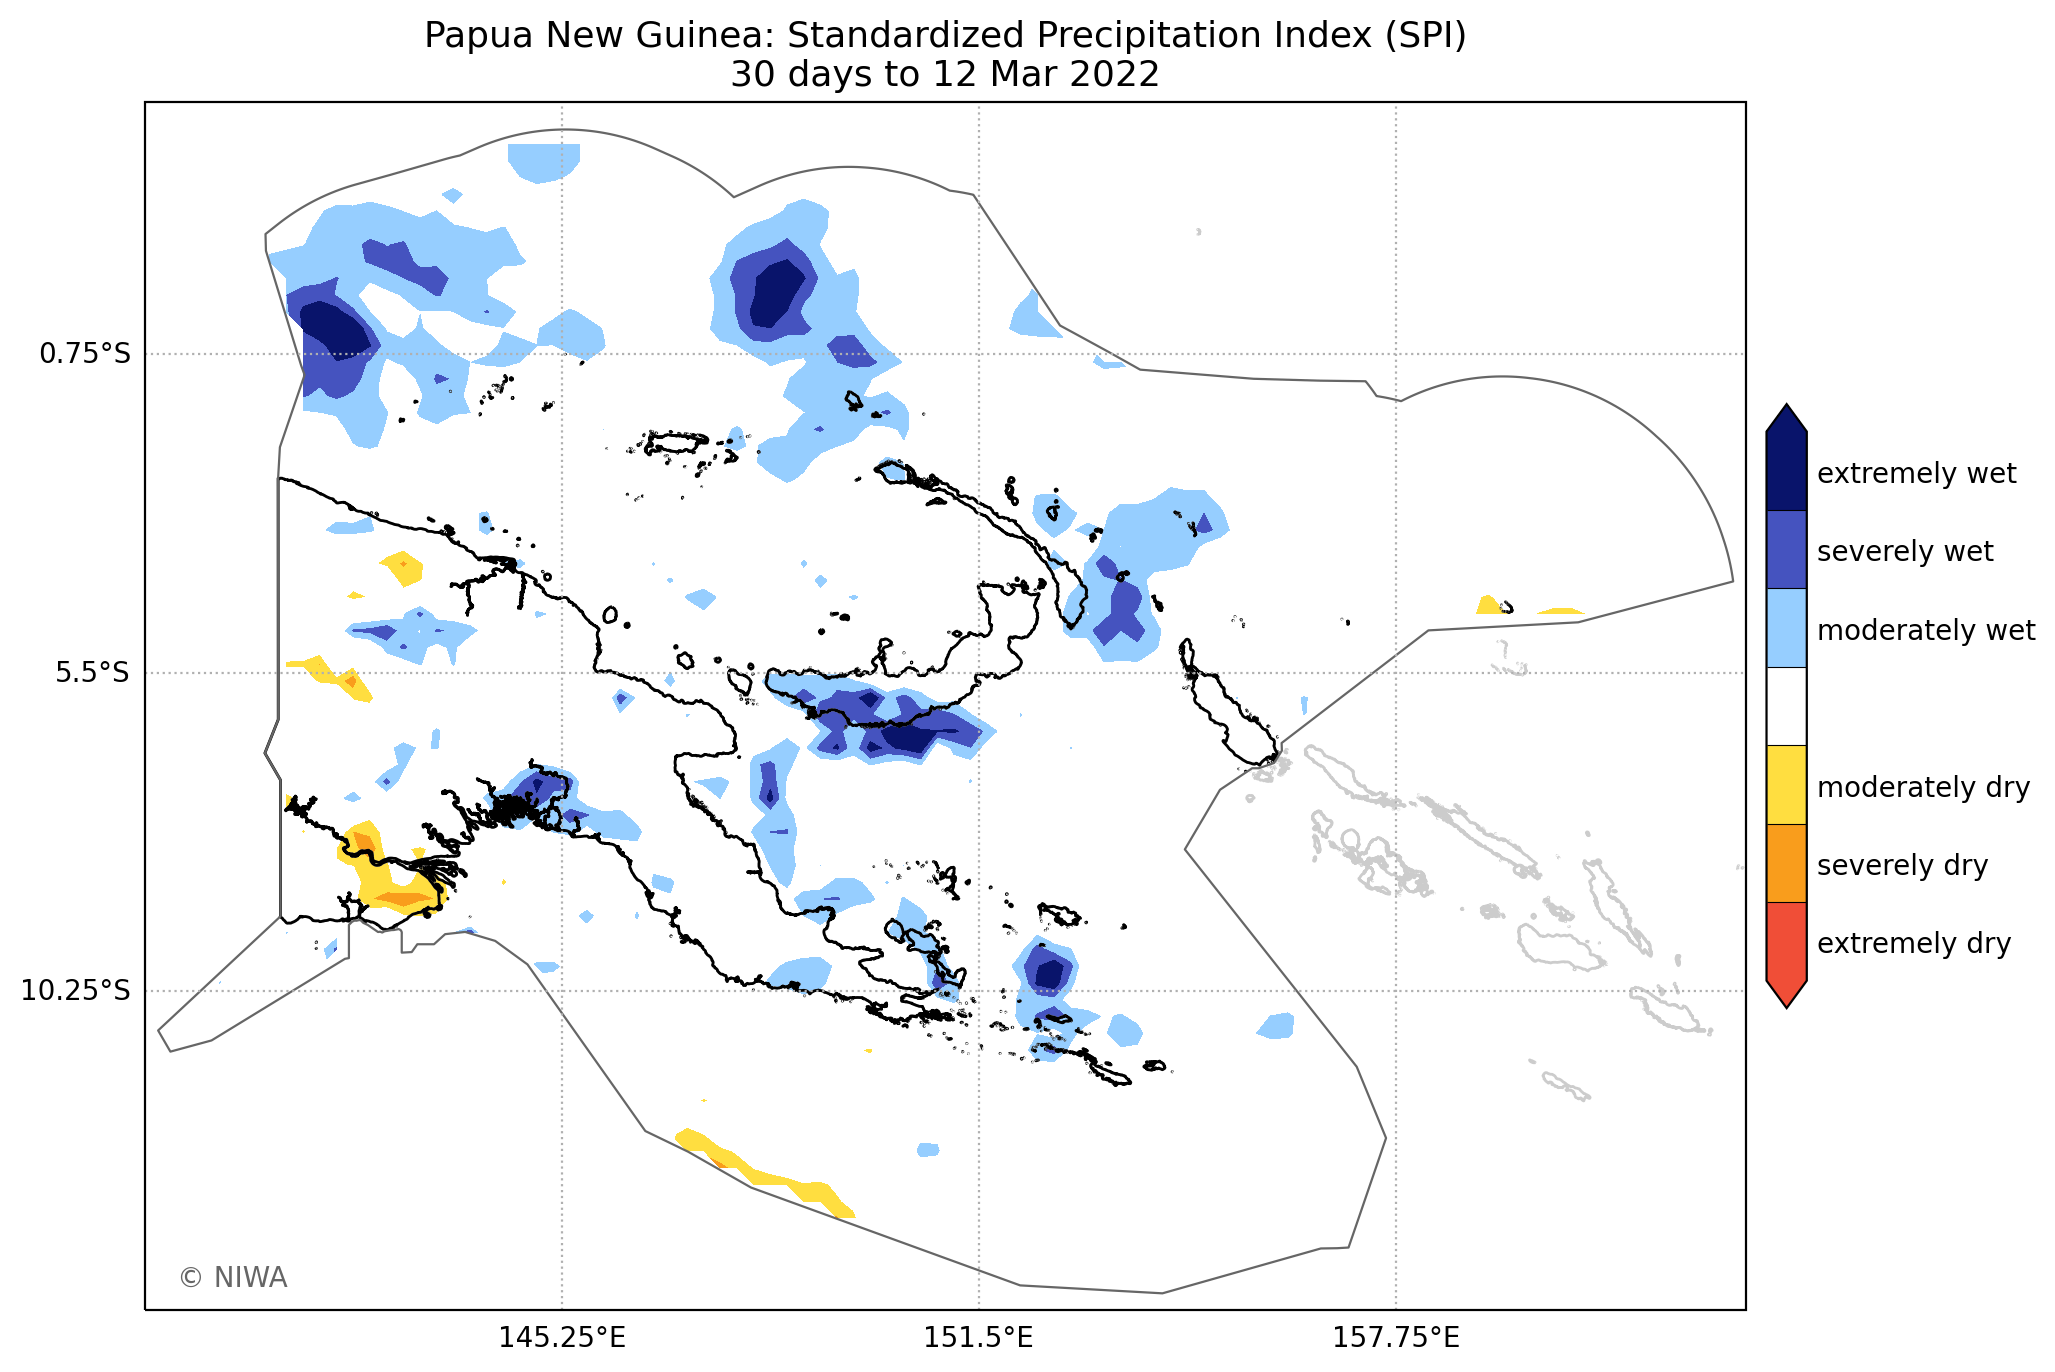 Papua New Guinea: Standardized Precipitation Index (SPI)
30 days to 12 Mar 2022
0.75°S
5.5°S
10.25°S
145.25°E
151.5°E
157.75°E
extremely wet
severely wet
moderately wet
moderately dry
severely dry
extremely dry
© NIWA